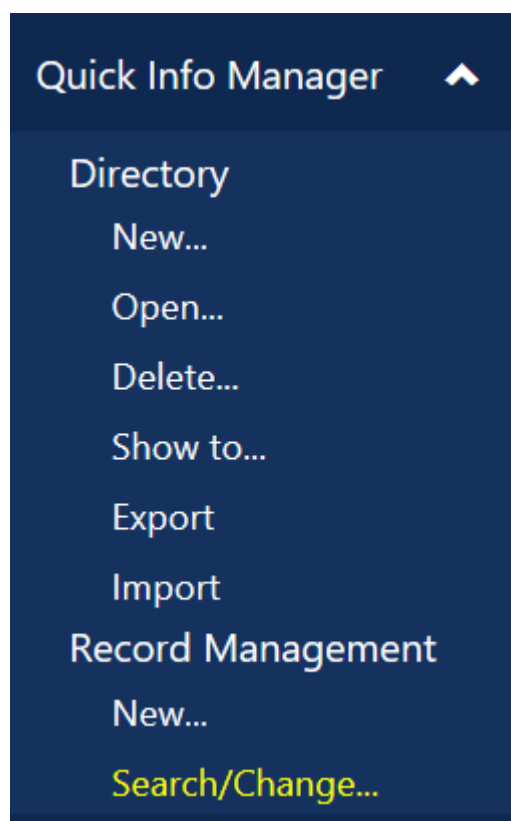 Quick Info Manager
Directory
New...
Open...
Delete...
Show to...
Export
Import
Record Management
New...
Search/Change...